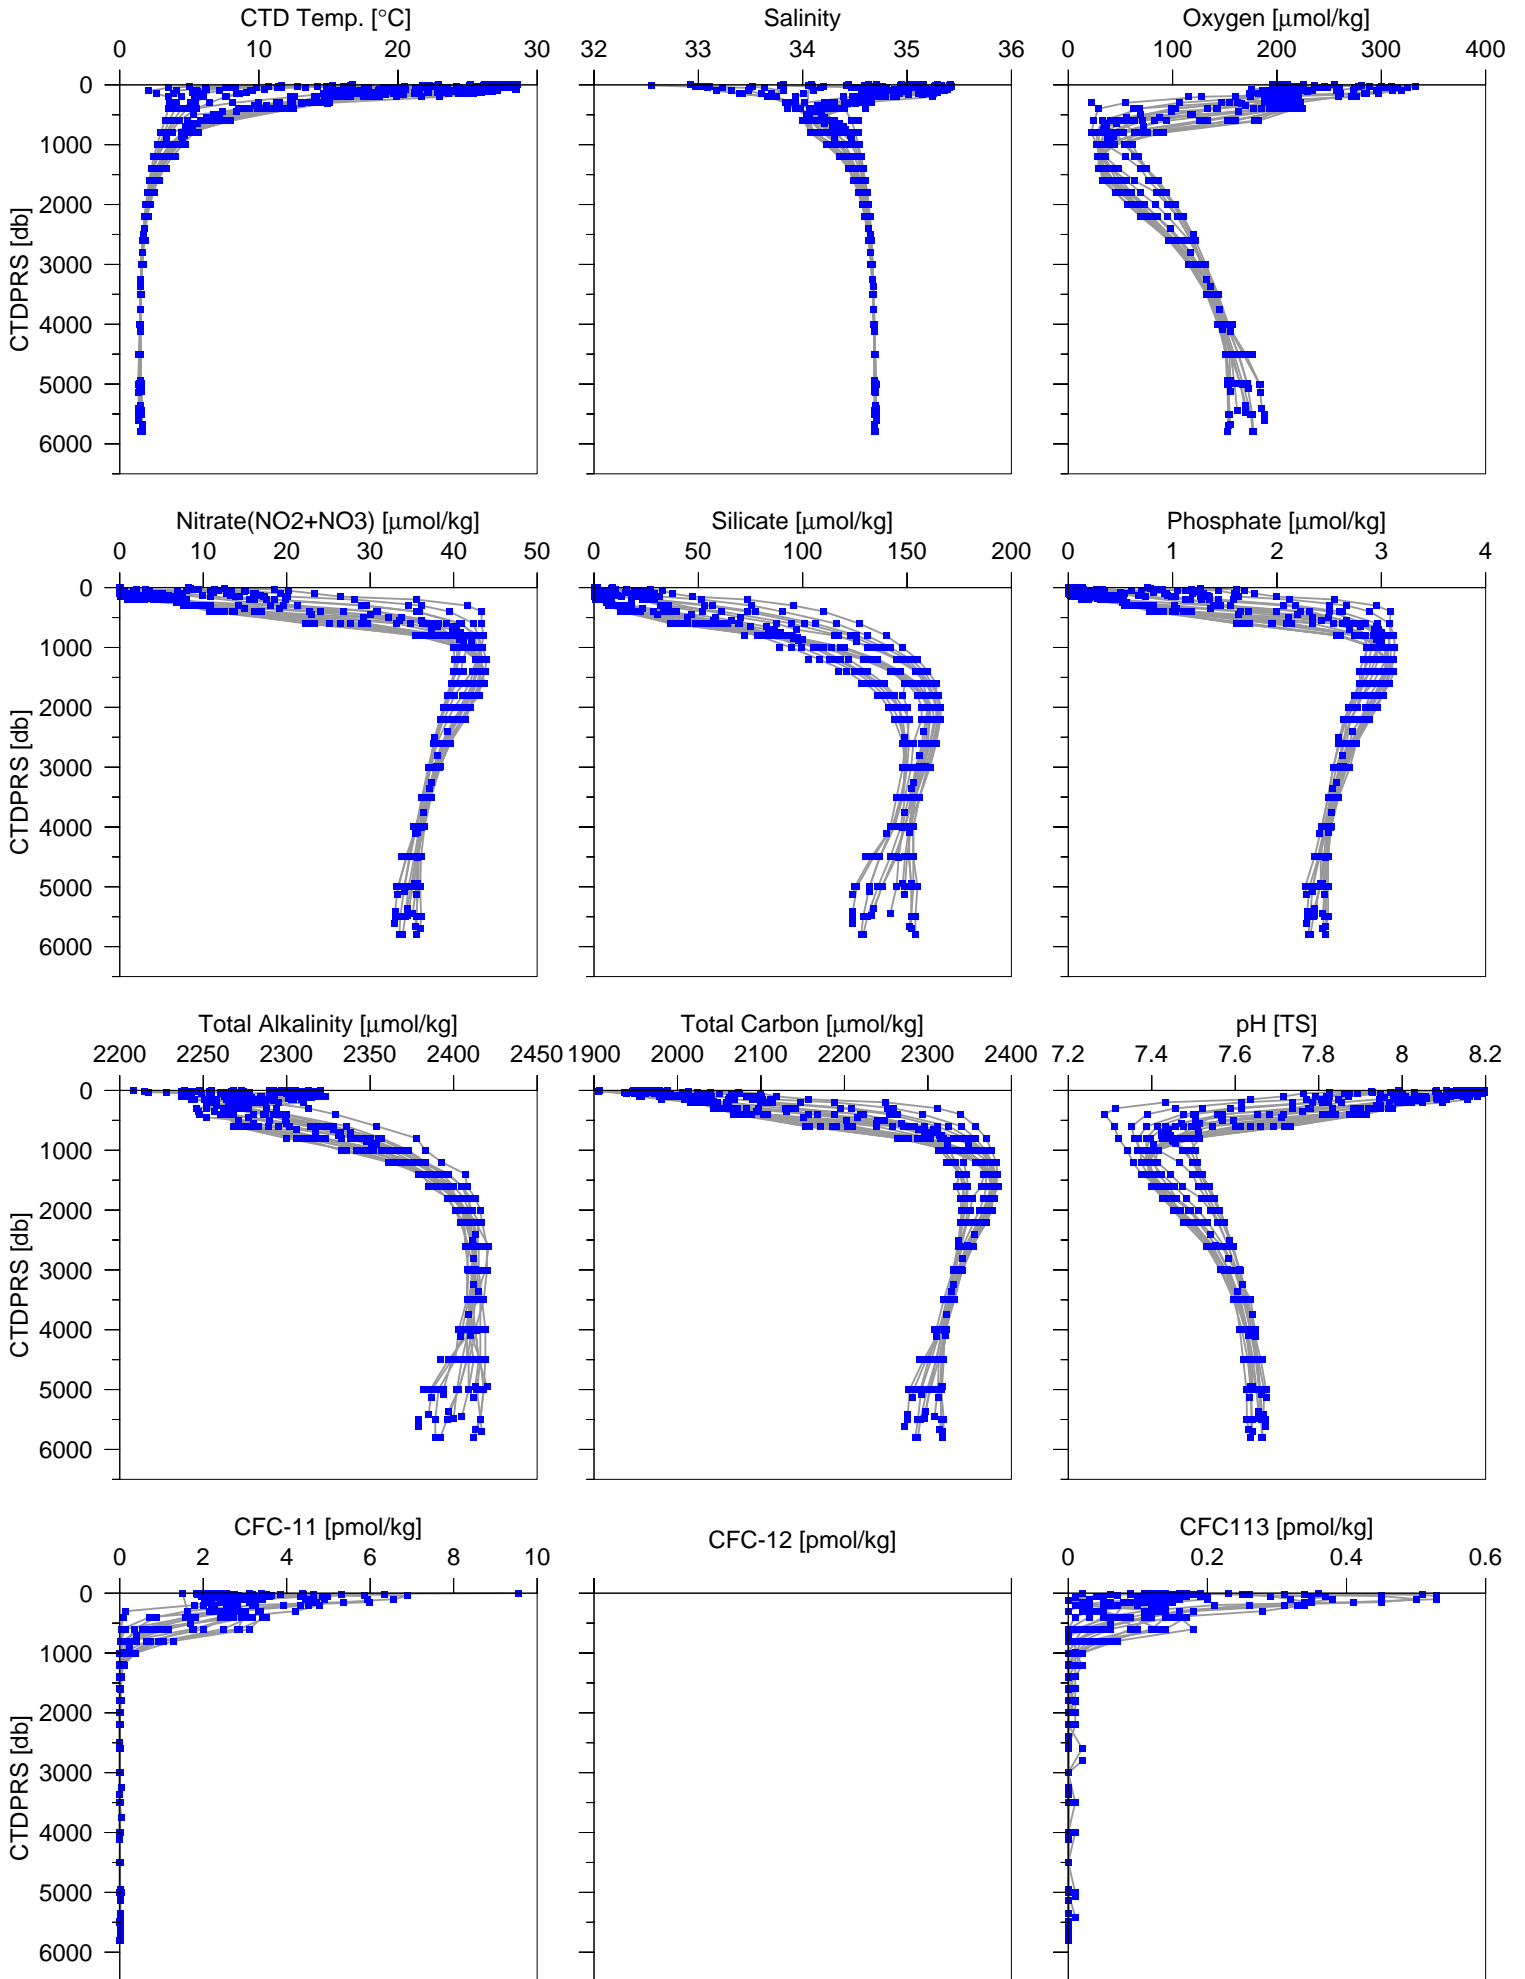 CTD Temp. [°C] Salinity Oxygen [μmol/kg]
0 10 20 30 32 33 34 35 36 0 100 200 300 400
0
1000
2000
3000
4000
5000
6000
CTDPRS [db]
Nitrate(NO2+NO3) [μmol/kg] Silicate [μmol/kg] Phosphate [μmol/kg]
0 10 20 30 40 50 0 50 100 150 200 0 1 2 3 4
0
1000
2000
3000
4000
5000
6000
CTDPRS [db]
Total Alkalinity [μmol/kg] Total Carbon [μmol/kg] pH [TS]
2200 2250 2300 2350 2400 2450 1900 2000 2100 2200 2300 2400 7.2 7.4 7.6 7.8 8 8.2
0
1000
2000
3000
4000
5000
6000
CTDPRS [db]
CFC-11 [pmol/kg] CFC-12 [pmol/kg] CFC113 [pmol/kg]
0 2 4 6 8 10 0 0.2 0.4 0.6
0
1000
2000
3000
4000
5000
6000
CTDPRS [db]